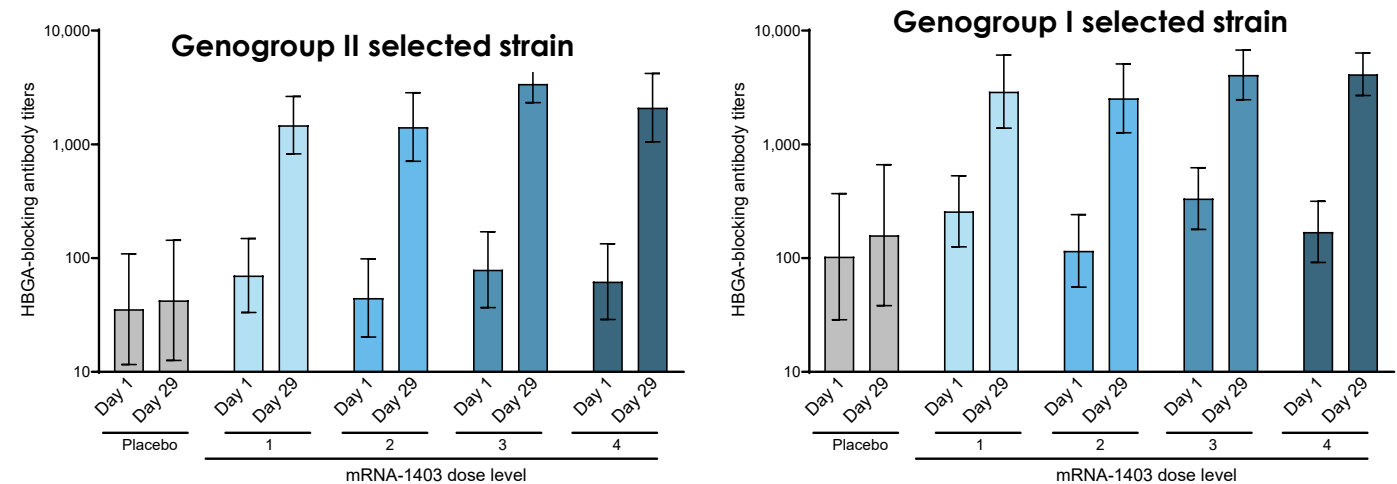 Genogroup II selected strain
HBGA-blocking antibody titers
10,000
1,000
100
10
Day 1
Day 29
Day 1
Day 29
Day 1
Day 29
Day 1
Day 29
Day 1
Day 29
Placebo
1
2
3
4
mRNA-1403 dose level
Genogroup I selected strain
HBGA-blocking antibody titers
10,000
1,000
100
10
Day 1
Day 29
Day 1
Day 29
Day 1
Day 29
Day 1
Day 29
Day 1
Day 29
Placebo
1
2
3
4
mRNA-1403 dose level